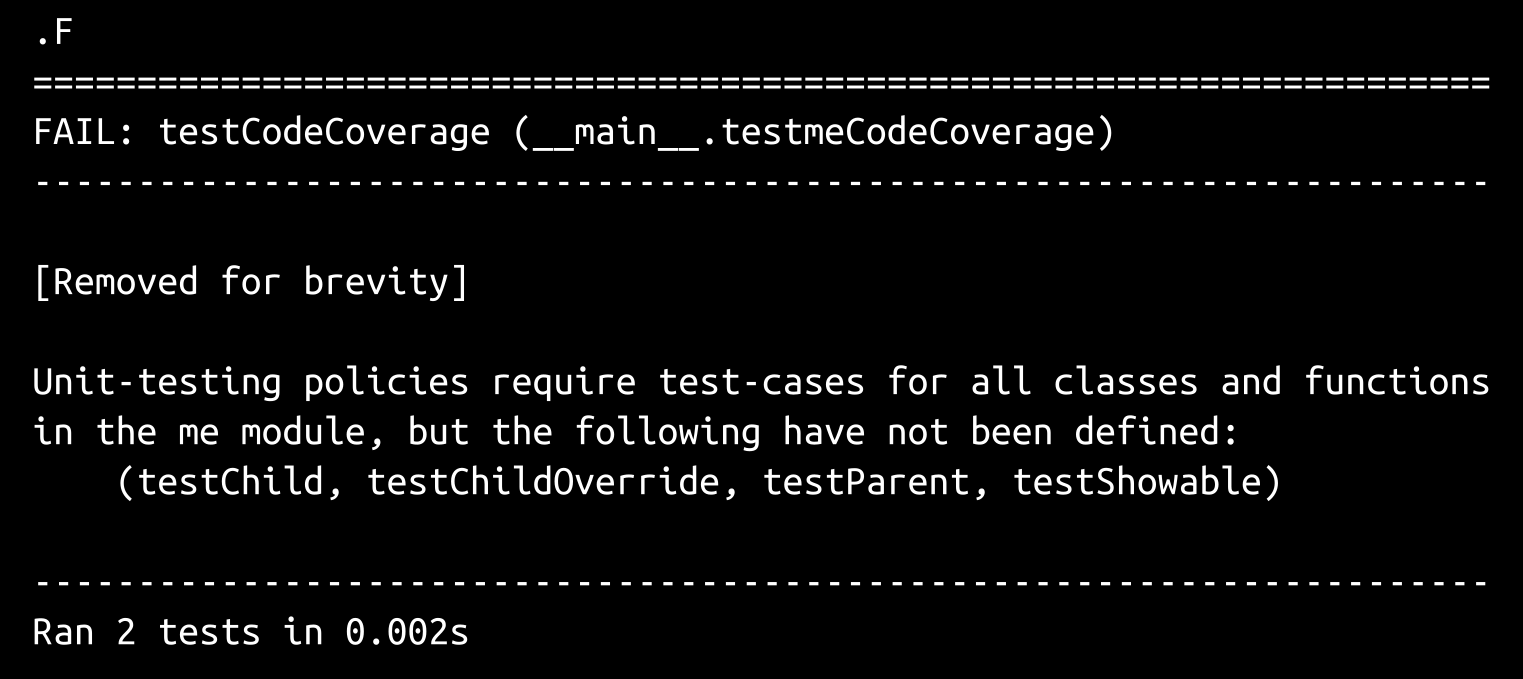 .F
======================================================================
FAIL: testCodeCoverage (__main__.testmeCodeCoverage)
----------------------------------------------------------------------
[Removed for brevity]
Unit-testing policies require test-cases for all classes and functions
in the me module, but the following have not been defined:
(testChild, testChildOverride, testParent, testShowable)
----------------------------------------------------------------------
Ran 2 tests in 0.002s